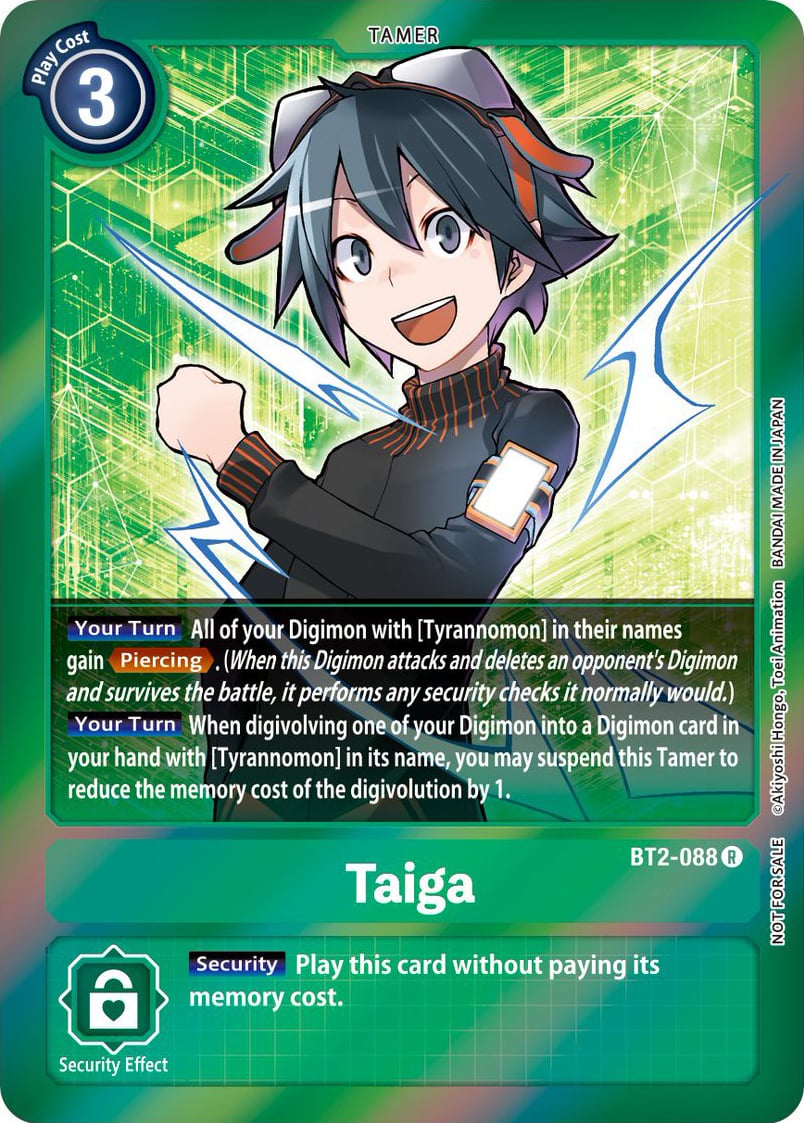 TAMER
Play Cost
3
Your Turn All of your Digimon with [Tyrannomon] in their names
gain Piercing. (When this Digimon attacks and deletes an opponent's Digimon
and survives the battle, it performs any security checks it normally would.)
Your Turn When digivolving one of your Digimon into a Digimon card in
your hand with [Tyrannomon] in its name, you may suspend this Tamer to
reduce the memory cost of the digivolution by 1.
©Akiyoshi Hongo, Toei Animation BANDAI MADE IN JAPAN
NOT FOR SALE
BT2-088 R
Taiga
Security Play this card without paying its
memory cost.
Security Effect